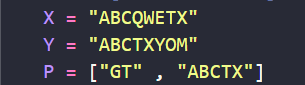 X = "ABCQWETX"
Y = "ABCTXYOM"
P = ["GT" , "ABCTX"]